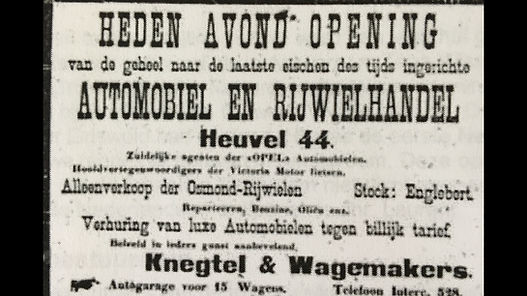 HEDEN AVOND OPENING
van de geheel naar de laatste eischen des tijds ingerichte
AUTOMOBIEL EN RIJWIELHANDEL
Heuvel 44.
Zuidelijke agenten der «OPEL» Automobielen.
Hoofdvertegenwoordigers der Victoria Motor fietsen.
Alleenverkoop der Osmond-Rijwielen Stock: Englebert.
Repareeren, Benzine, Oliën enz.
Verhuring van luxe Automobielen tegen billijk tarief.
Beleefd in ieders gunst aanbevelend,
Knegtel & Wagemakers.
Autogarage voor 15 Wagens. Telefoon Interc. 528.